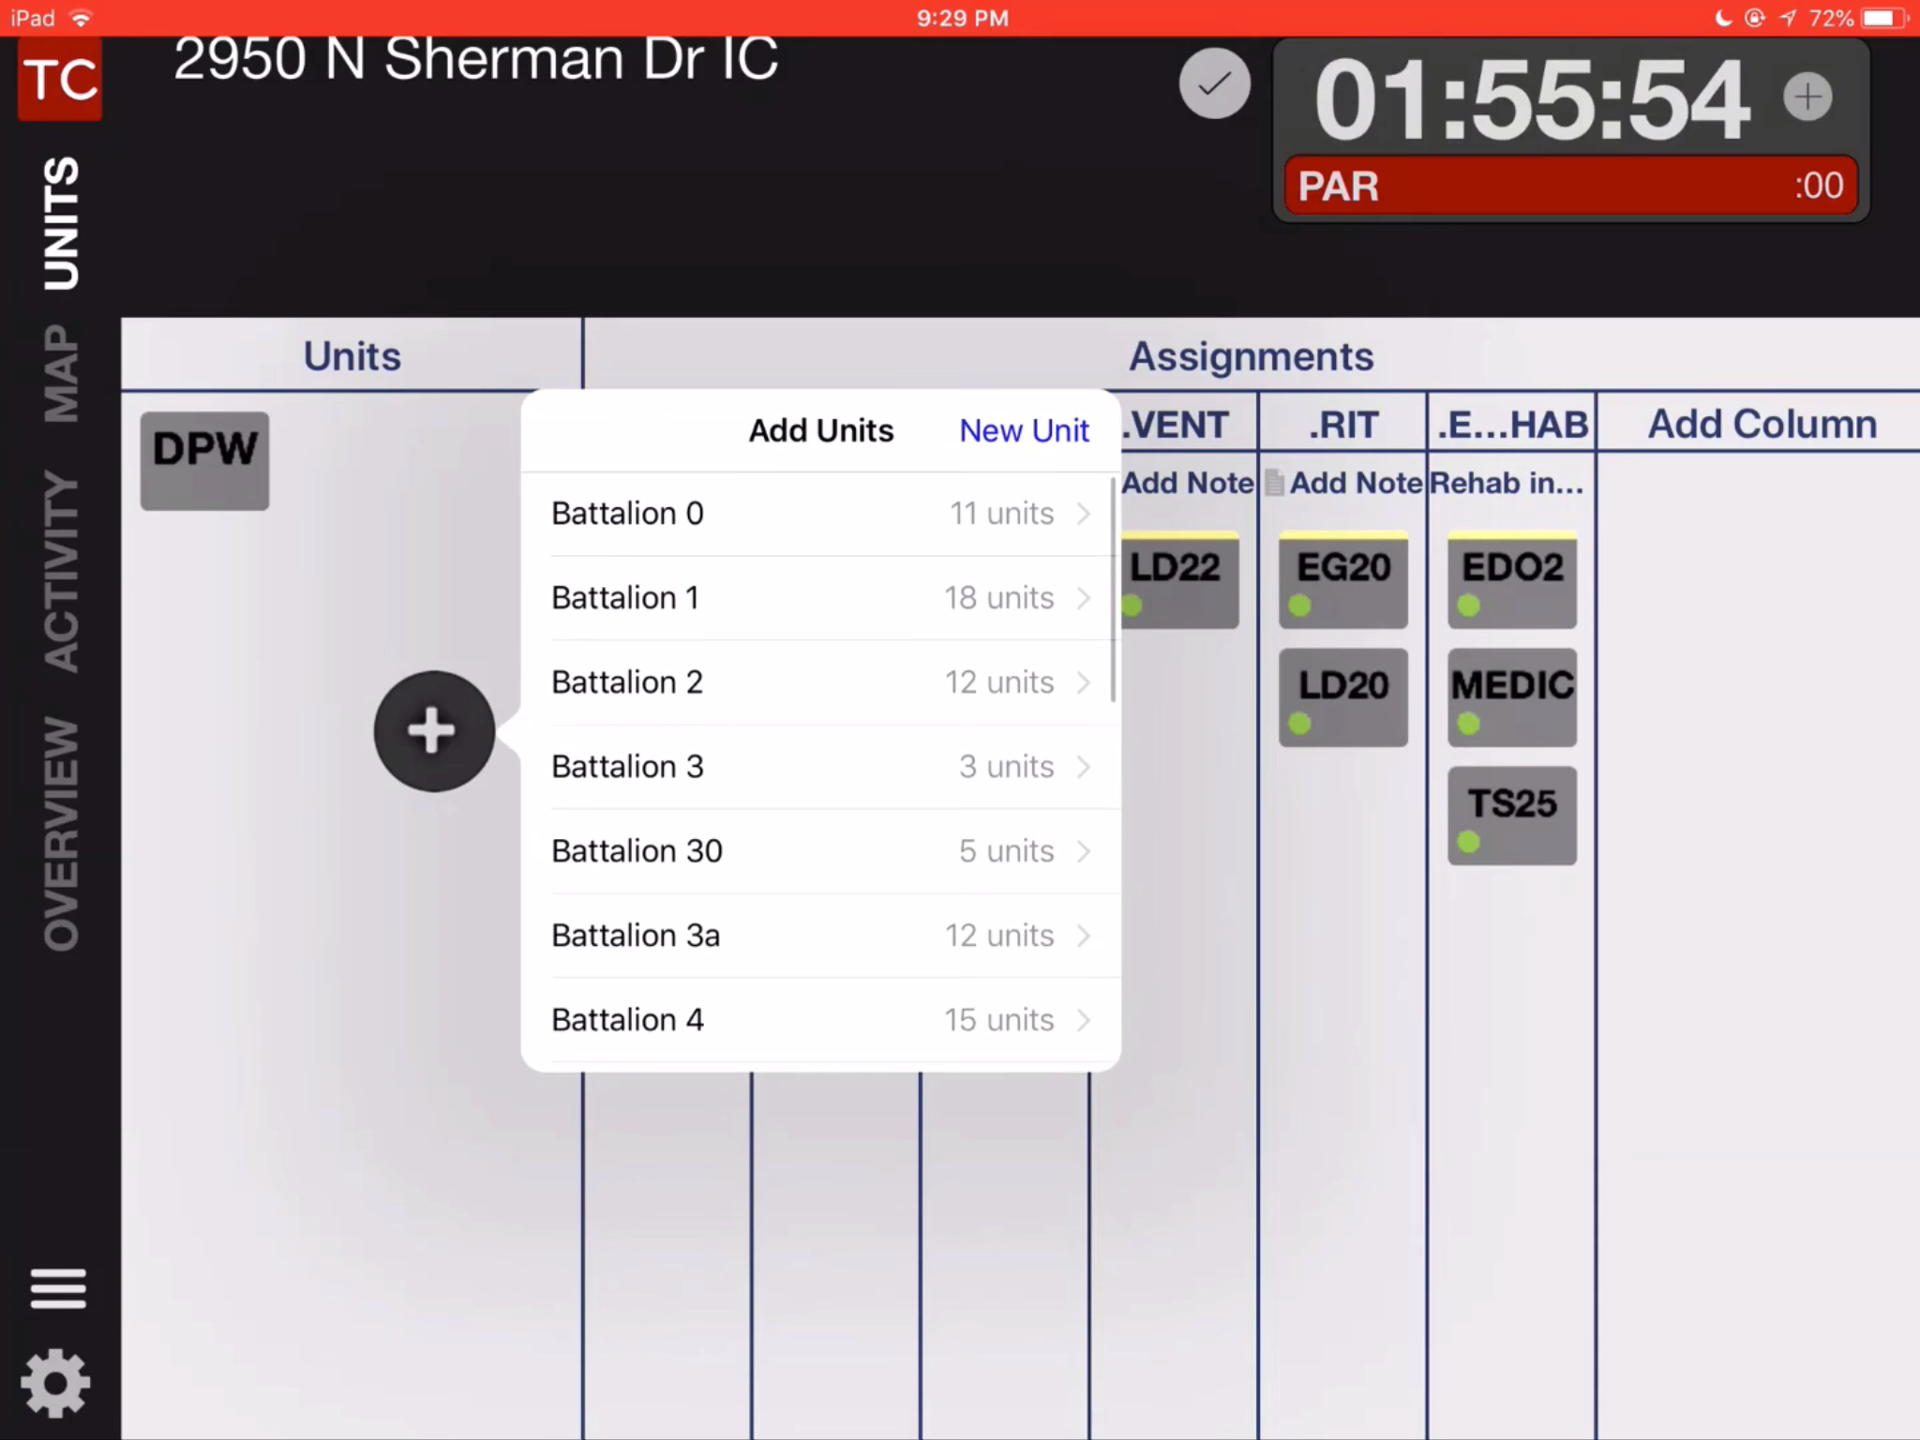 iPad
9:29 PM
72%
TC
2950 N Sherman Dr IC
01:55:54
PAR :00
UNITS
MAP
ACTIVITY
OVERVIEW
Units
Assignments
DPW
Add Units
New Unit
Battalion 0 11 units
Battalion 1 18 units
Battalion 2 12 units
Battalion 3 3 units
Battalion 30 5 units
Battalion 3a 12 units
Battalion 4 15 units
.VENT
Add Note
LD22
.RIT
Add Note
EG20
LD20
.E...HAB
Rehab in...
EDO2
MEDIC
TS25
Add Column